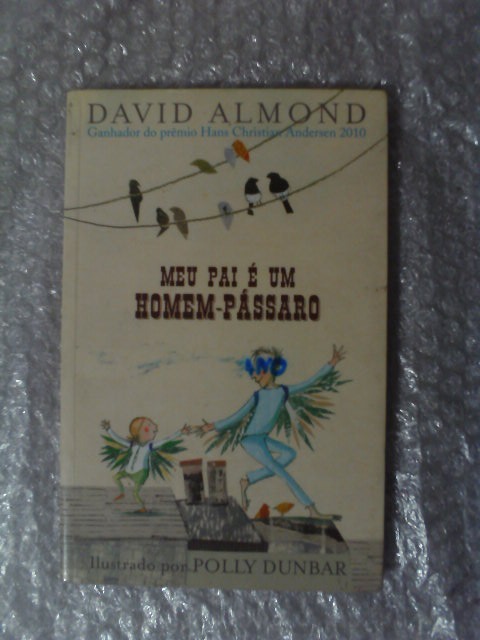 DAVID ALMOND
Ganhador do prêmio Hans Christian Andersen 2010
MEU PAI É UM
HOMEM-PÁSSARO
Ilustrado por POLLY DUNBAR